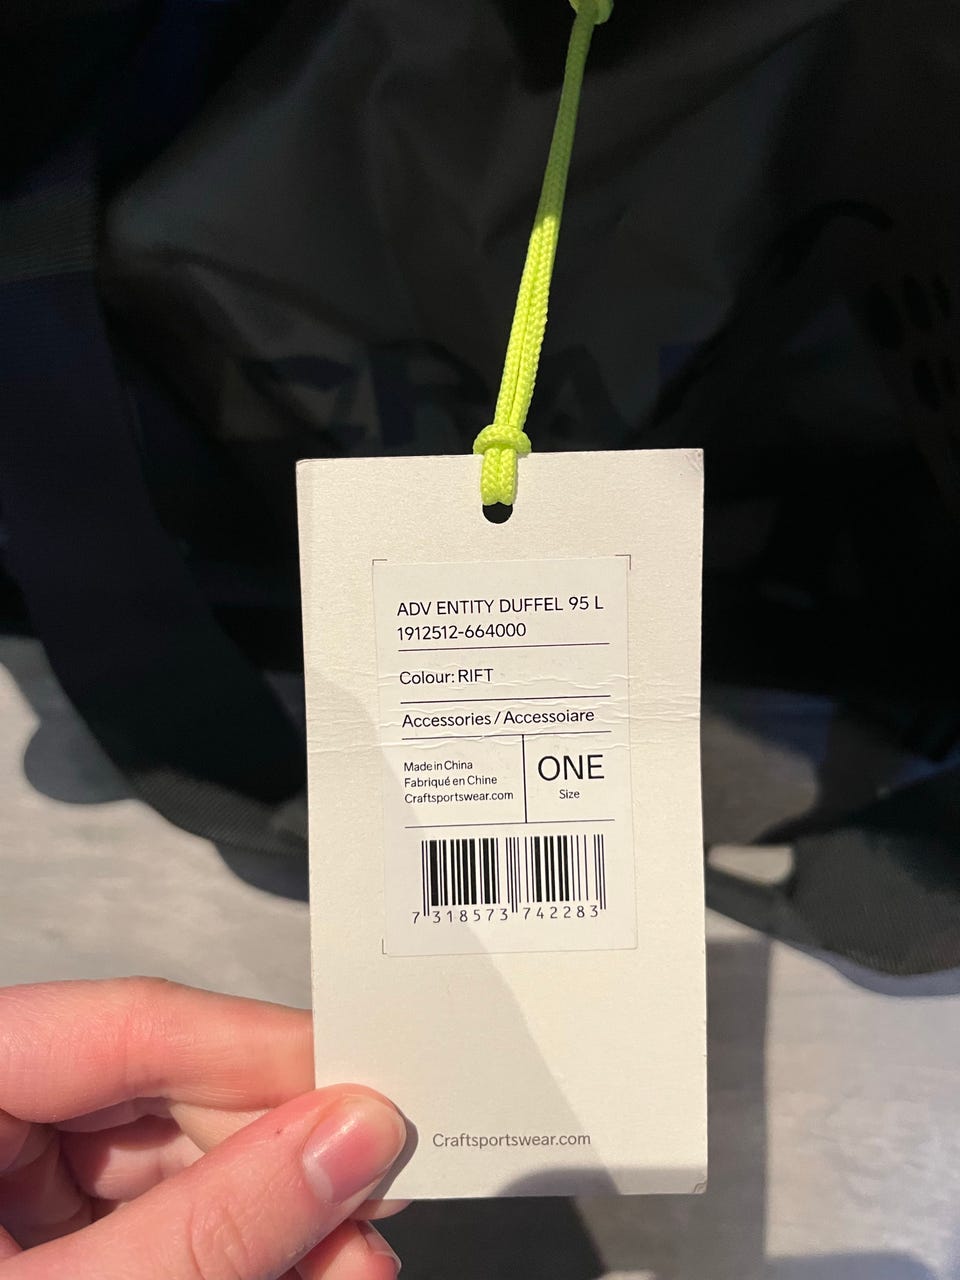 ADV ENTITY DUFFEL 95 L
1912512-664000
Colour: RIFT
Accessories / Accessoiare
Made in China
Fabriqué en Chine
Craftsportswear.com
ONE
Size
7 318573 742283
Craftsportswear.com